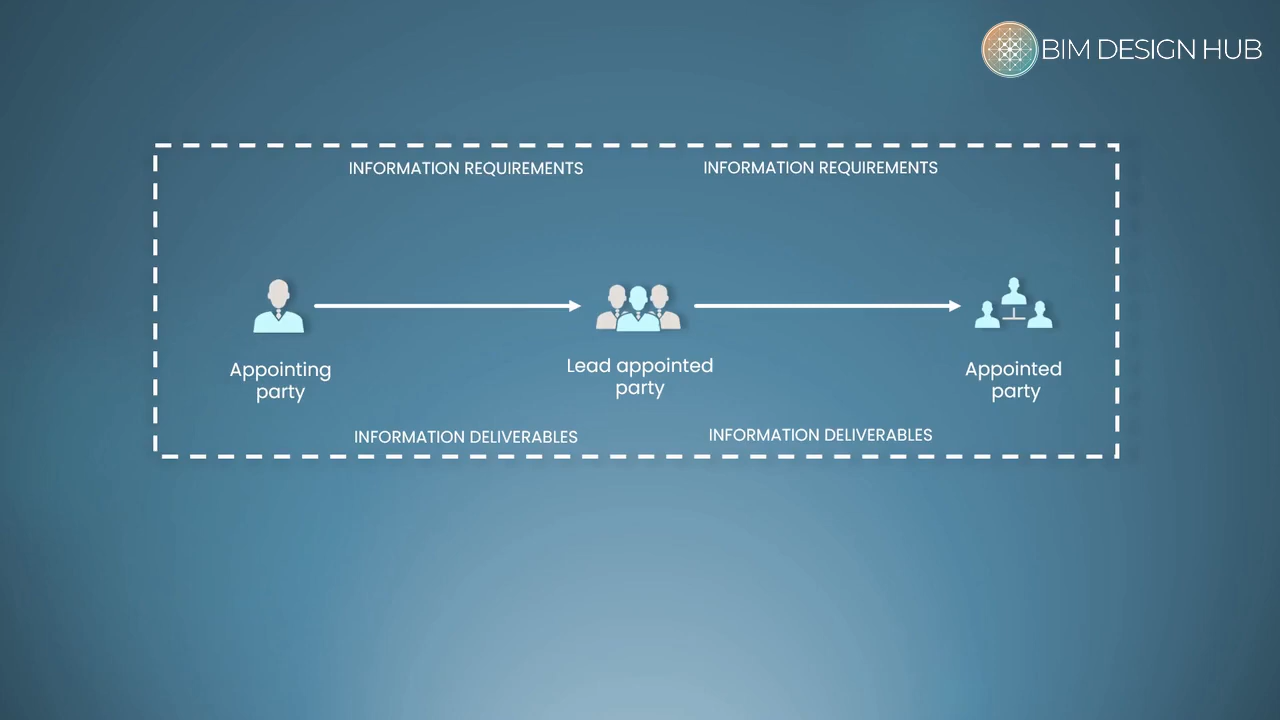 BIM DESIGN HUB
INFORMATION REQUIREMENTS
INFORMATION REQUIREMENTS
Appointing
party
Lead appointed
party
Appointed
party
INFORMATION DELIVERABLES
INFORMATION DELIVERABLES